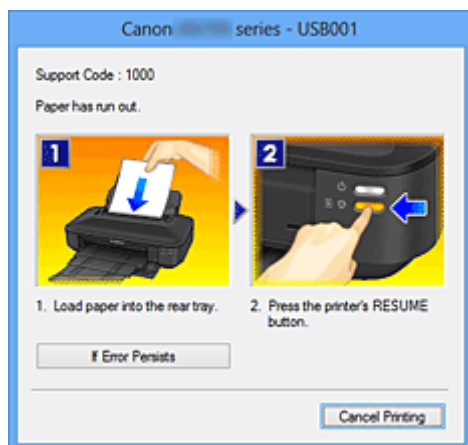 Canon series - USB001
Support Code : 1000
Paper has run out.
1
2
1. Load paper into the rear tray.
2. Press the printer's RESUME
button.
If Error Persists
Cancel Printing